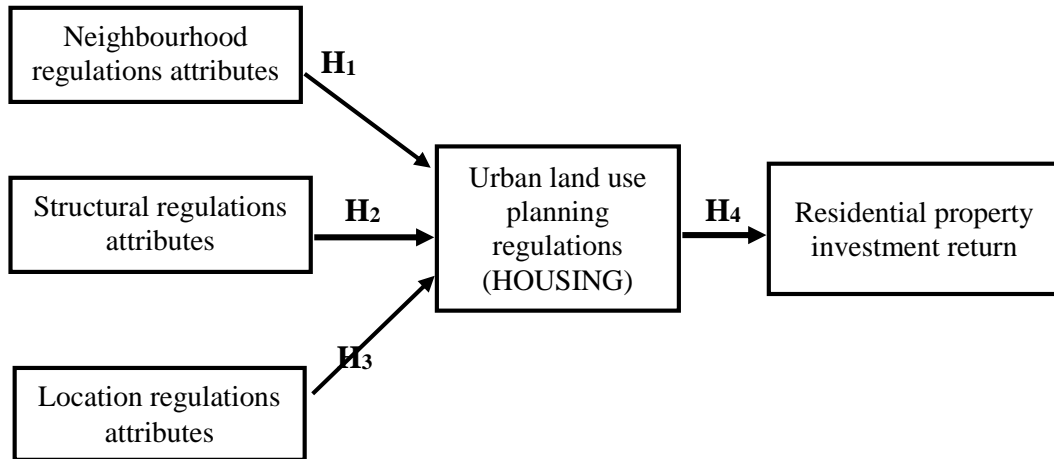 Neighbourhood
regulations attributes
H1
Structural regulations
attributes
H2
Location regulations
attributes
H3
Urban land use
planning
regulations
(HOUSING)
H4
Residential property
investment return